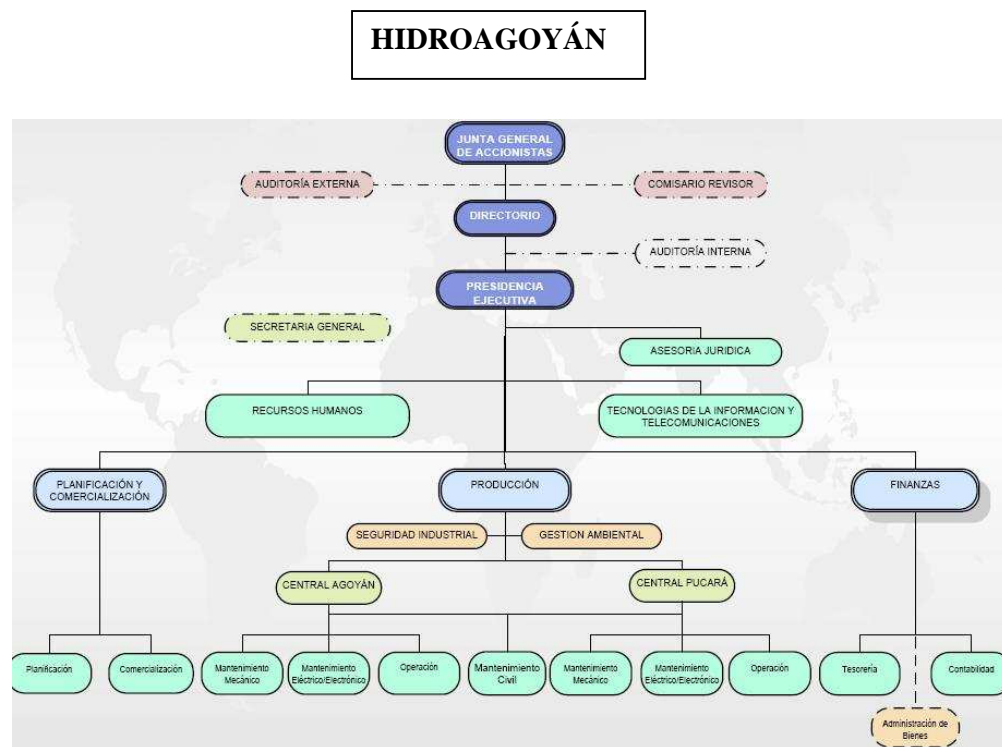 HIDROAGOYÁN
JUNTA GENERAL
DE ACCIONISTAS
AUDITORÍA EXTERNA
COMISARIO REVISOR
DIRECTORIO
AUDITORÍA INTERNA
PRESIDENCIA
EJECUTIVA
SECRETARIA GENERAL
ASESORIA JURIDICA
RECURSOS HUMANOS
TECNOLOGIAS DE LA INFORMACION Y
TELECOMUNICACIONES
PLANIFICACIÓN Y
COMERCIALIZACIÓN
PRODUCCIÓN
FINANZAS
SEGURIDAD INDUSTRIAL
GESTION AMBIENTAL
CENTRAL AGOYÁN
CENTRAL PUCARÁ
Planificación
Comercialización
Mantenimiento
Mecánico
Mantenimiento
Eléctrico/Electrónico
Operación
Mantenimiento
Civil
Mantenimiento
Mecánico
Mantenimiento
Eléctrico/Electrónico
Operación
Tesorería
Contabilidad
Administración de
Bienes